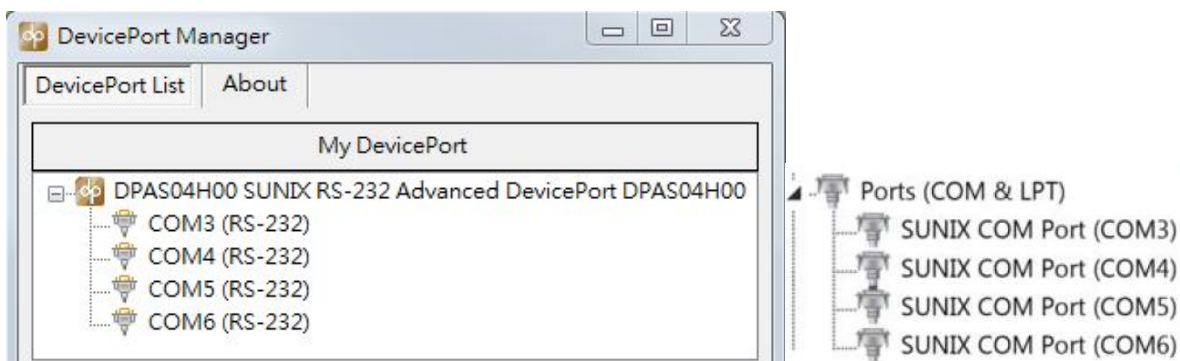 DevicePort Manager
DevicePort List
About
My DevicePort
DPAS04H00 SUNIX RS-232 Advanced DevicePort DPAS04H00
COM3 (RS-232)
COM4 (RS-232)
COM5 (RS-232)
COM6 (RS-232)
Ports (COM & LPT)
SUNIX COM Port (COM3)
SUNIX COM Port (COM4)
SUNIX COM Port (COM5)
SUNIX COM Port (COM6)